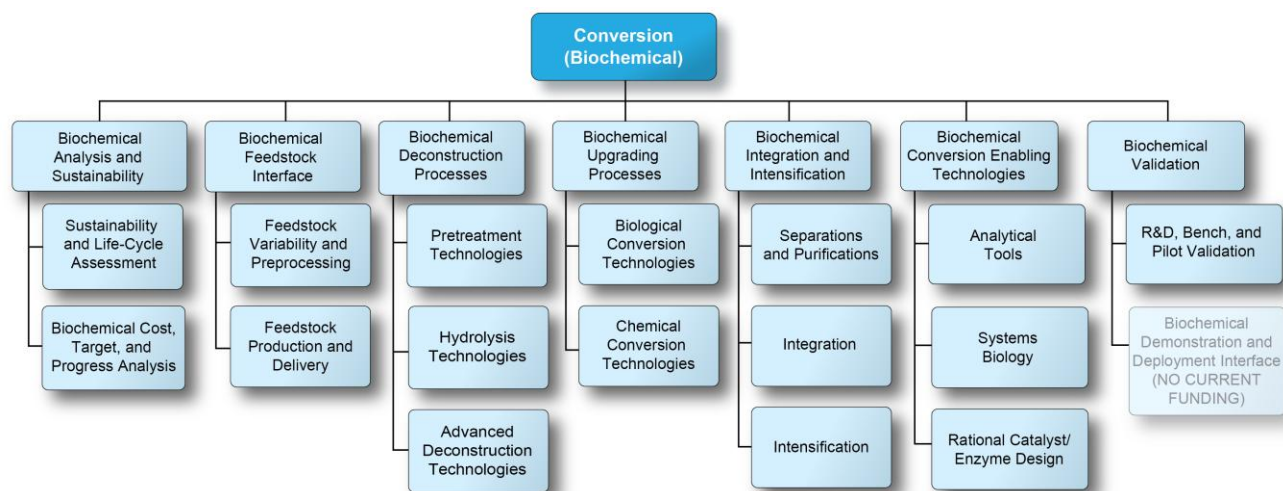 Conversion
(Biochemical)
Biochemical
Analysis and
Sustainability
Sustainability
and Life-Cycle
Assessment
Biochemical Cost,
Target, and
Progress Analysis
Biochemical
Feedstock
Interface
Feedstock
Variability and
Preprocessing
Feedstock
Production and
Delivery
Biochemical
Deconstruction
Processes
Pretreatment
Technologies
Hydrolysis
Technologies
Advanced
Deconstruction
Technologies
Biochemical
Upgrading
Processes
Biological
Conversion
Technologies
Chemical
Conversion
Technologies
Biochemical
Integration and
Intensification
Separations
and Purifications
Integration
Intensification
Biochemical
Conversion Enabling
Technologies
Analytical
Tools
Systems
Biology
Rational Catalyst/
Enzyme Design
Biochemical
Validation
R&D, Bench, and
Pilot Validation
Biochemical
Demonstration and
Deployment Interface
(NO CURRENT
FUNDING)